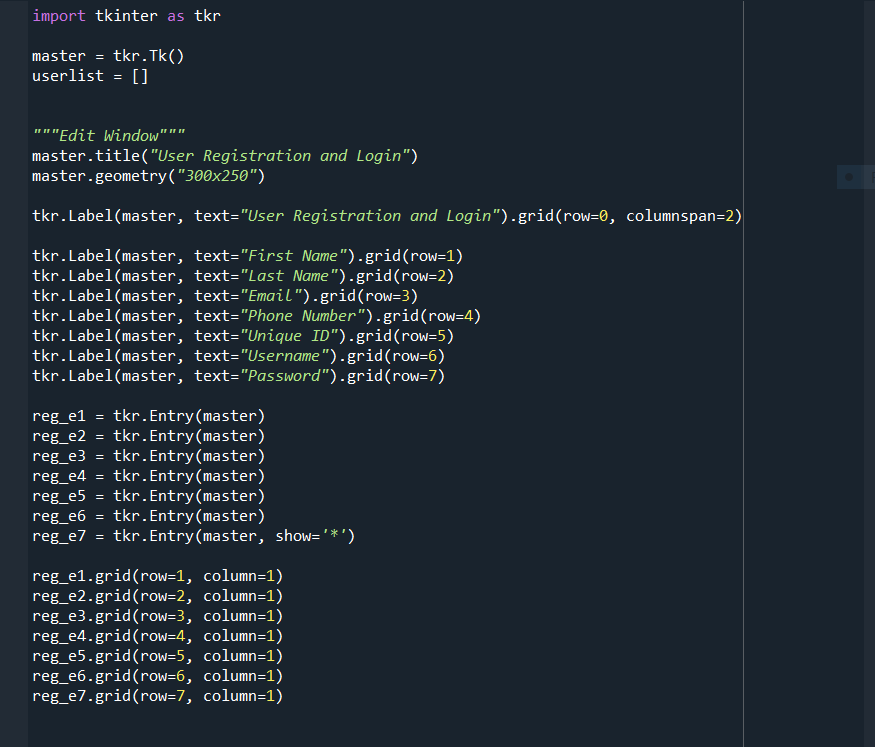 import tkinter as tkr
master = tkr.Tk()
userlist = []
"""Edit Window"""
master.title("User Registration and Login")
master.geometry("300x250")
tkr.Label(master, text="User Registration and Login").grid(row=0, columnspan=2)
tkr.Label(master, text="First Name").grid(row=1)
tkr.Label(master, text="Last Name").grid(row=2)
tkr.Label(master, text="Email").grid(row=3)
tkr.Label(master, text="Phone Number").grid(row=4)
tkr.Label(master, text="Unique ID").grid(row=5)
tkr.Label(master, text="Username").grid(row=6)
tkr.Label(master, text="Password").grid(row=7)
reg_e1 = tkr.Entry(master)
reg_e2 = tkr.Entry(master)
reg_e3 = tkr.Entry(master)
reg_e4 = tkr.Entry(master)
reg_e5 = tkr.Entry(master)
reg_e6 = tkr.Entry(master)
reg_e7 = tkr.Entry(master, show='*')
reg_e1.grid(row=1, column=1)
reg_e2.grid(row=2, column=1)
reg_e3.grid(row=3, column=1)
reg_e4.grid(row=4, column=1)
reg_e5.grid(row=5, column=1)
reg_e6.grid(row=6, column=1)
reg_e7.grid(row=7, column=1)